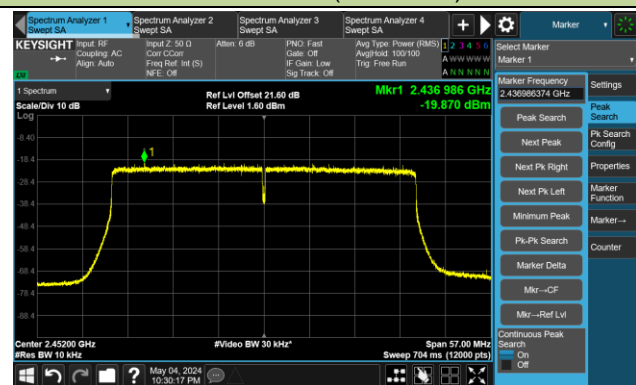 Spectrum Analyzer 1
Swept SA
Spectrum Analyzer 2
Swept SA
Spectrum Analyzer 3
Swept SA
Spectrum Analyzer 4
Swept SA
Marker
KEYSIGHT
Input: RF
Coupling: AC
Align: Auto
Input Z: 50 Ω
Corr CCorr
Freq Ref: Int (S)
NFE: Off
Atten: 6 dB
PNO: Fast
Gate: Off
IF Gain: Low
Sig Track: Off
Avg Type: Power (RMS)
Avg|Hold: 100/100
Trig: Free Run
1 2 3 4 5 6
A W W W W W
A N N N N N
LXI
Select Marker
Marker 1
1 Spectrum
Scale/Div 10 dB
Log
Ref Lvl Offset 21.60 dB
Ref Level 1.60 dBm
Mkr1 2.436 986 GHz
-19.870 dBm
-8.40
-18.4
-28.4
-38.4
-48.4
-58.4
-68.4
-78.4
-88.4
1
Center 2.45200 GHz
#Res BW 10 kHz
#Video BW 30 kHz*
Span 57.00 MHz
Sweep 704 ms (12000 pts)
Marker Frequency
2.436986374 GHz
Peak Search
Next Peak
Next Pk Right
Next Pk Left
Minimum Peak
Pk-Pk Search
Marker Delta
Mkr→CF
Mkr→Ref Lvl
Continuous Peak
Search
On
Off
Settings
Peak
Search
Pk Search
Config
Properties
Marker
Function
Marker→
Counter
May 04, 2024
10:30:17 PM